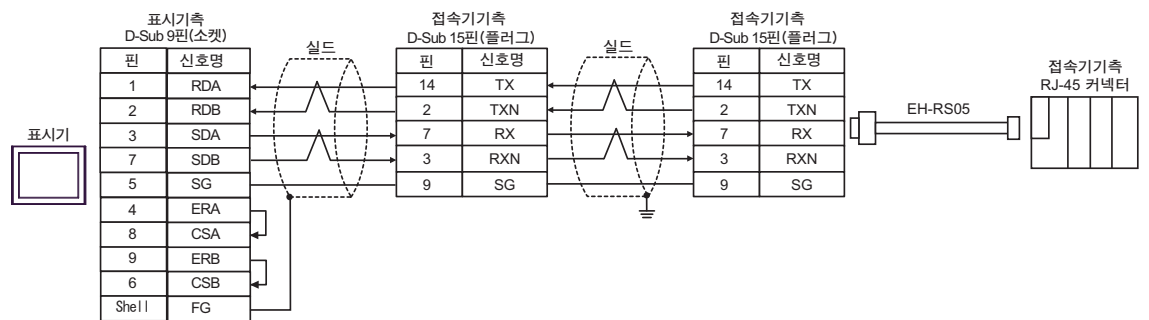 표시기측
D-Sub 9핀(소켓)
실드
접속기기측
D-Sub 15핀(플러그)
실드
접속기기측
D-Sub 15핀(플러그)
접속기기측
RJ-45 커넥터
표시기
핀 신호명
1 RDA
2 RDB
3 SDA
7 SDB
5 SG
4 ERA
8 CSA
9 ERB
6 CSB
Shell FG
핀 신호명
14 TX
2 TXN
7 RX
3 RXN
9 SG
핀 신호명
14 TX
2 TXN
7 RX
3 RXN
9 SG
EH-RS05